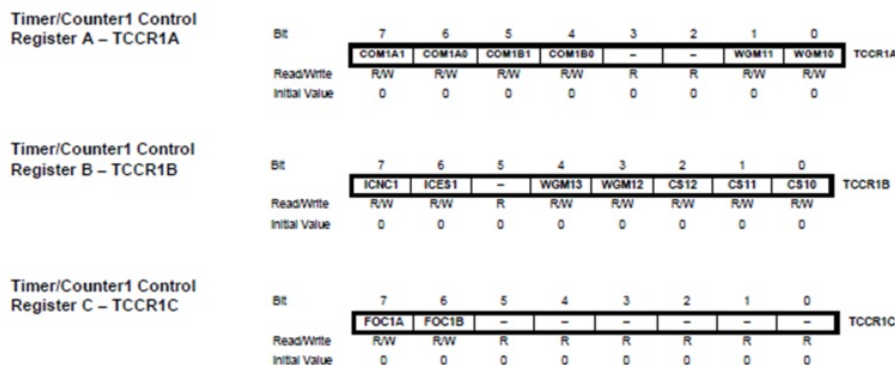 Timer/Counter1 Control
Register A – TCCR1A
Bit 7 6 5 4 3 2 1 0
COM1A1 COM1A0 COM1B1 COM1B0 – – WGM11 WGM10 TCCR1A
Read/Write R/W R/W R/W R/W R R R/W R/W
Initial Value 0 0 0 0 0 0 0 0
Timer/Counter1 Control
Register B – TCCR1B
Bit 7 6 5 4 3 2 1 0
ICNC1 ICES1 – WGM13 WGM12 CS12 CS11 CS10 TCCR1B
Read/Write R/W R/W R R/W R/W R/W R/W R/W
Initial Value 0 0 0 0 0 0 0 0
Timer/Counter1 Control
Register C – TCCR1C
Bit 7 6 5 4 3 2 1 0
FOC1A FOC1B – – – – – – TCCR1C
Read/Write R/W R/W R R R R R R
Initial Value 0 0 0 0 0 0 0 0